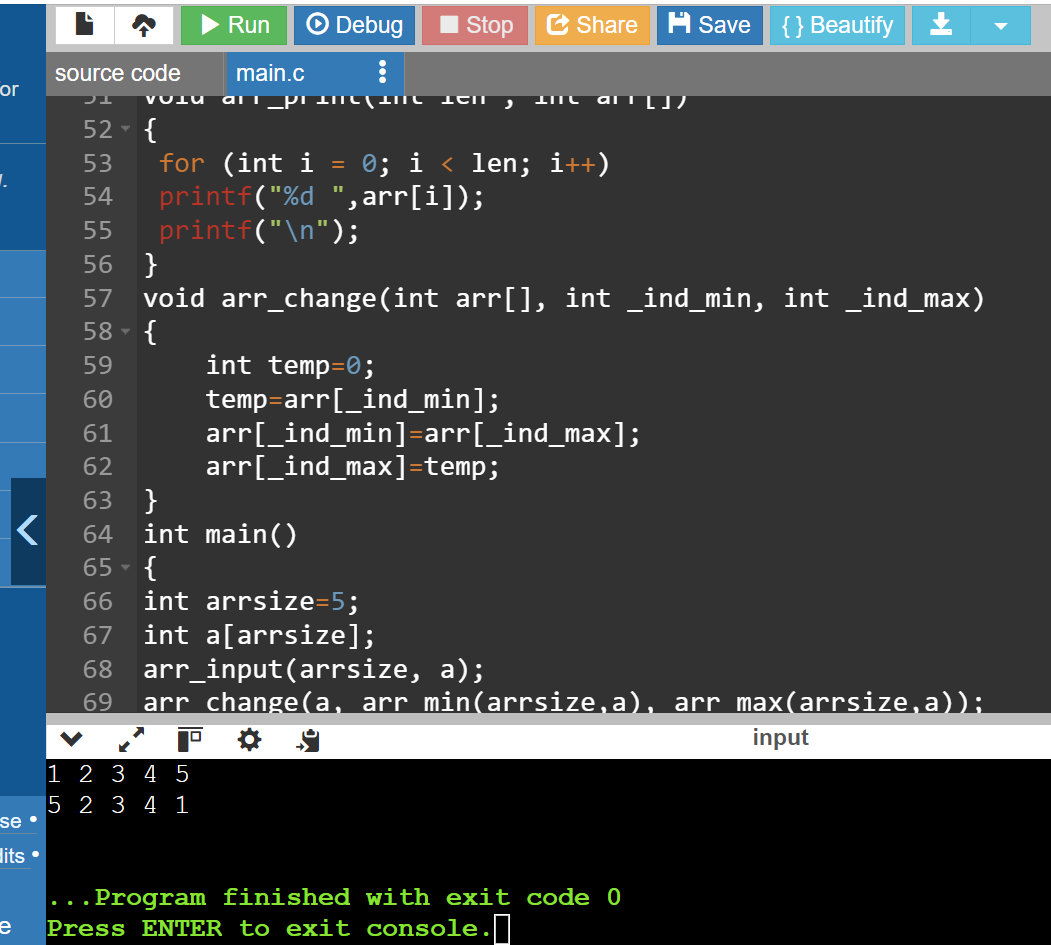 Run Debug Stop Share Save { } Beautify
source code main.c
or
51 void arr_print(int len , int arr[])
52 {
53 for (int i = 0; i < len; i++)
54 printf("%d ",arr[i]);
55 printf("\n");
56 }
57 void arr_change(int arr[], int _ind_min, int _ind_max)
58 {
59 int temp=0;
60 temp=arr[_ind_min];
61 arr[_ind_min]=arr[_ind_max];
62 arr[_ind_max]=temp;
63 }
64 int main()
65 {
66 int arrsize=5;
67 int a[arrsize];
68 arr_input(arrsize, a);
69 arr_change(a, arr_min(arrsize,a), arr_max(arrsize,a));
input
1 2 3 4 5
5 2 3 4 1
se •
dits •
...Program finished with exit code 0
e
Press ENTER to exit console.